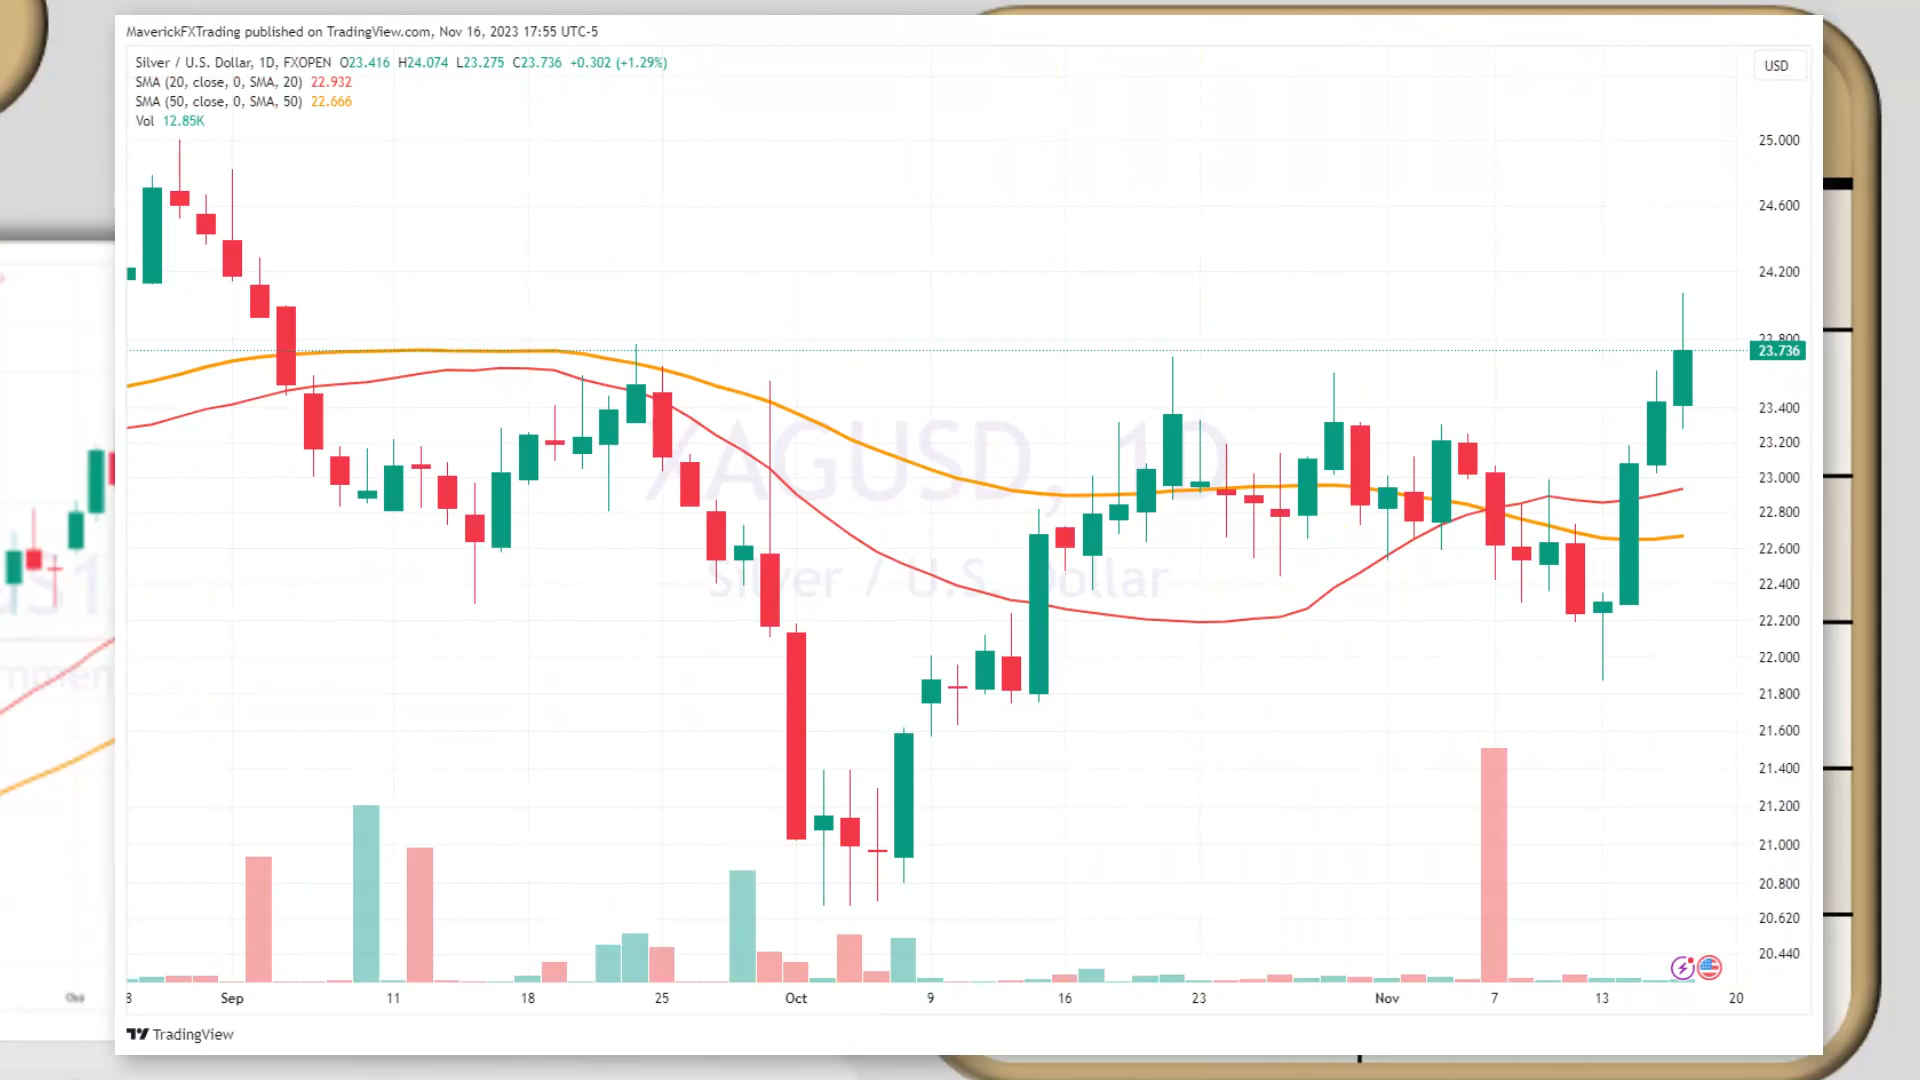 MaverickFXTrading published on TradingView.com, Nov 16, 2023 17:55 UTC-5
Silver / U.S. Dollar, 1D, FXOPEN O23.416 H24.074 L23.275 C23.736 +0.302 (+1.29%)
SMA (20, close, 0, SMA, 20) 22.932
SMA (50, close, 0, SMA, 50) 22.666
Vol 12.85K
USD
25.000
24.600
24.200
23.800
23.736
23.400
23.200
23.000
22.800
22.600
22.400
22.200
22.000
21.800
21.600
21.400
21.200
21.000
20.800
20.620
20.440
XAGUSD, 1D
Silver / U.S. Dollar
Sep 11 18 25 Oct 9 16 23 Nov 7 13 20
TradingView